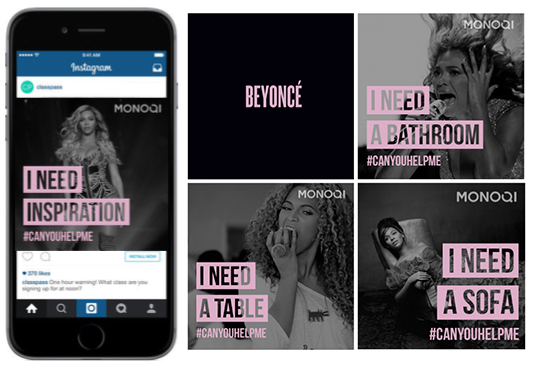 9:41 AM
Instagram
classpass
MONOQI
I NEED
INSPIRATION
#CANYOUHELPME
INSTALL NOW
370 likes
classpass One hour warning! What class are you
signing up for at noon?
BEYONCÉ
MONOQI
I NEED
A BATHROOM
#CANYOUHELPME
MONOQI
I NEED
A TABLE
#CANYOUHELPME
MONOQI
I NEED
A SOFA
#CANYOUHELPME